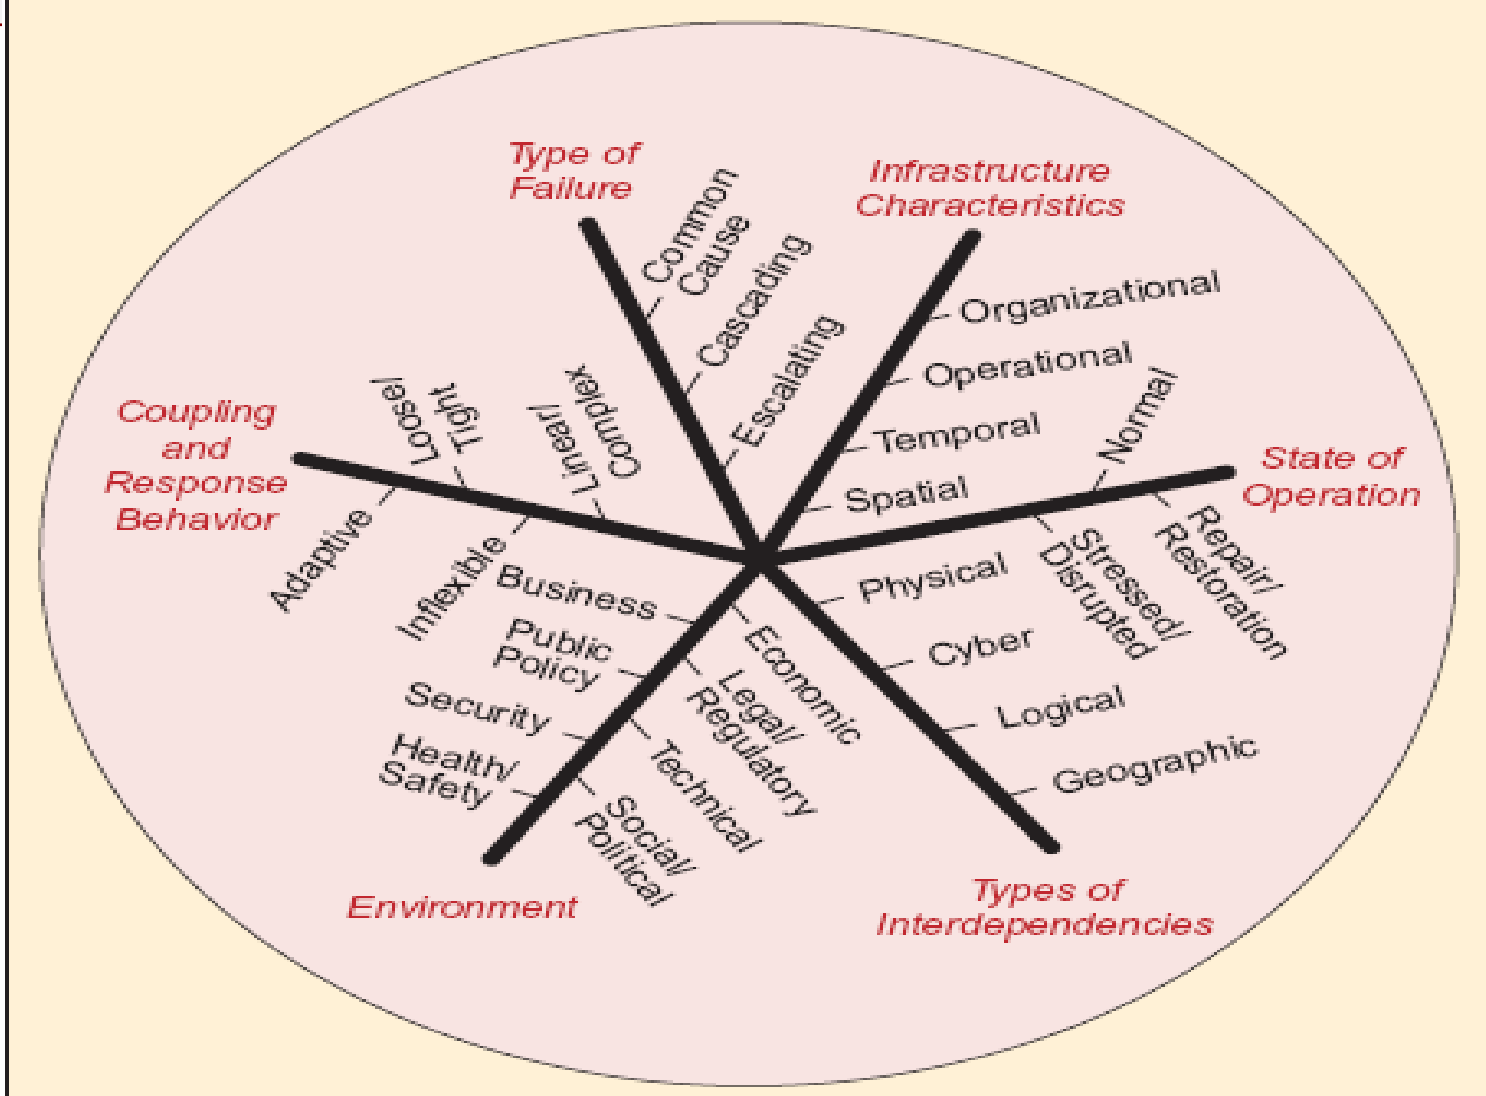 Type of
Failure
Common
Cause
Cascading
Escalating
Infrastructure
Characteristics
Organizational
Operational
Temporal
Spatial
State of
Operation
Normal
Stressed/
Disrupted
Repair/
Restoration
Types of
Interdependencies
Physical
Cyber
Logical
Geographic
Environment
Economic
Legal/
Regulatory
Technical
Social/
Political
Business
Public
Policy
Security
Health/
Safety
Coupling
and
Response
Behavior
Loose/
Tight
Linear/
Complex
Adaptive
Inflexible